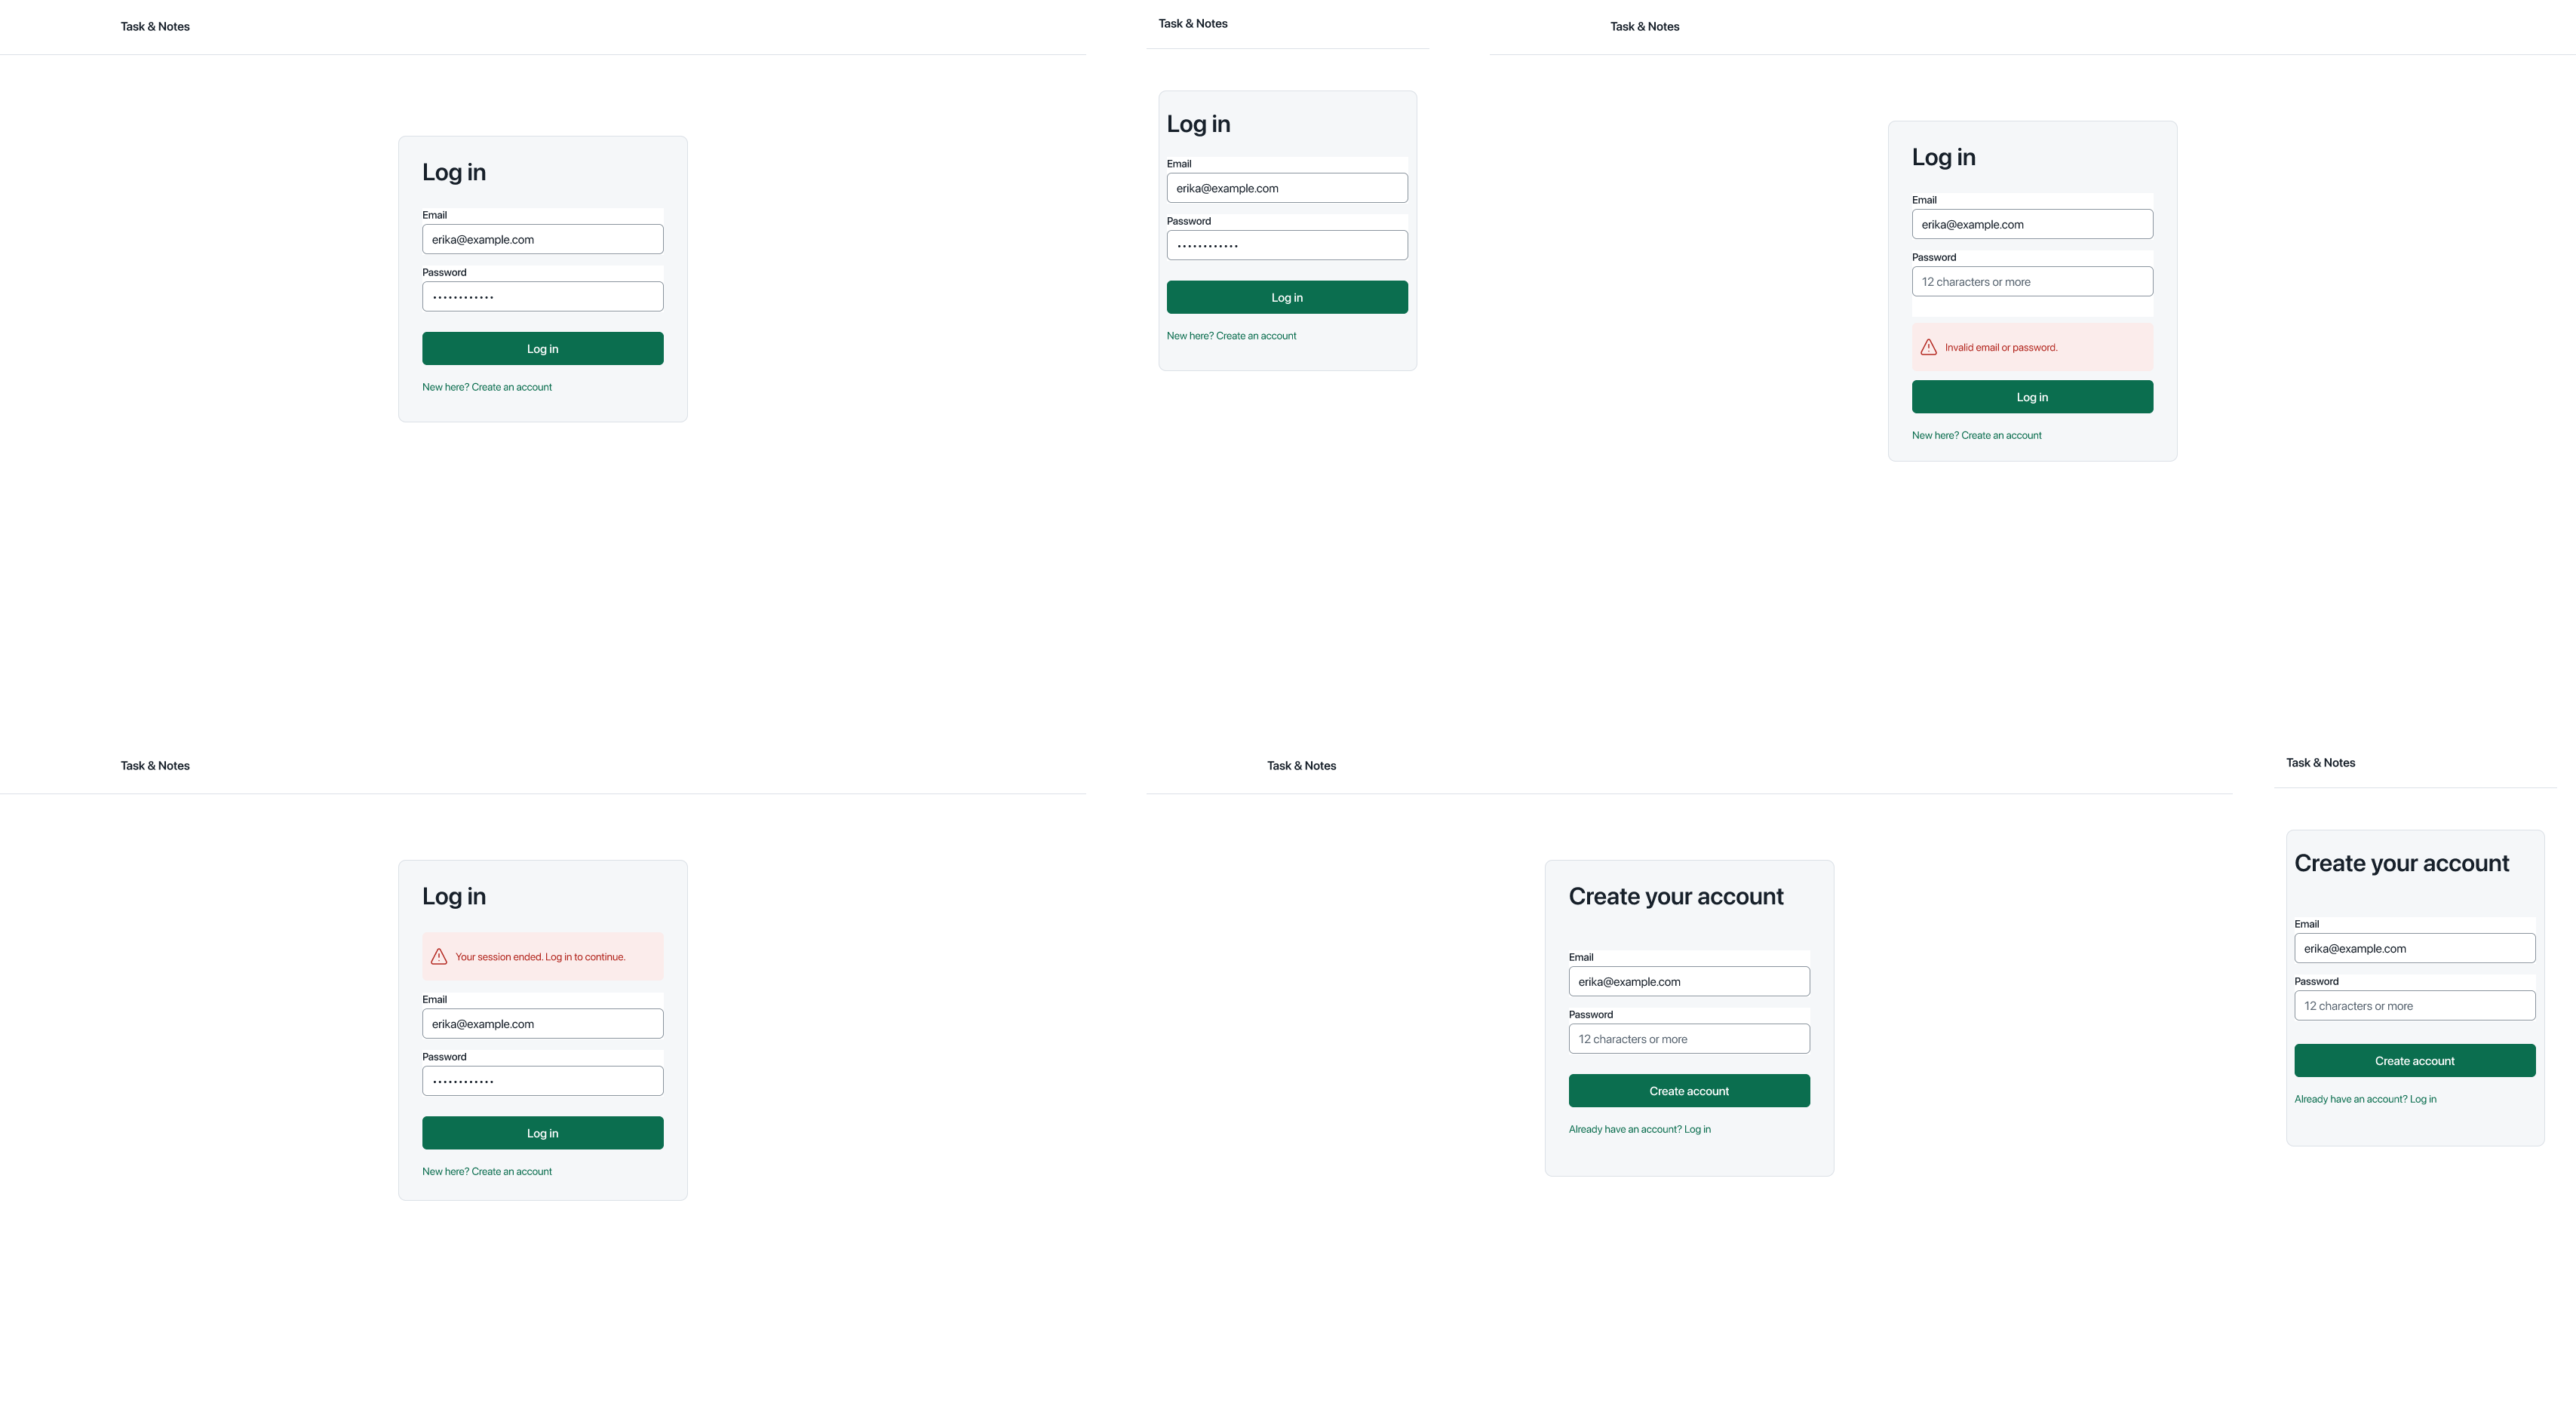 Task & Notes
Log in
Email
erika@example.com
Password
••••••••••••
Log in
New here? Create an account
Task & Notes
Log in
Email
erika@example.com
Password
••••••••••••
Log in
New here? Create an account
Task & Notes
Log in
Email
erika@example.com
Password
12 characters or more
Invalid email or password.
Log in
New here? Create an account
Task & Notes
Log in
Your session ended. Log in to continue.
Email
erika@example.com
Password
••••••••••••
Log in
New here? Create an account
Task & Notes
Create your account
Email
erika@example.com
Password
12 characters or more
Create account
Already have an account? Log in
Task & Notes
Create your account
Email
erika@example.com
Password
12 characters or more
Create account
Already have an account? Log in